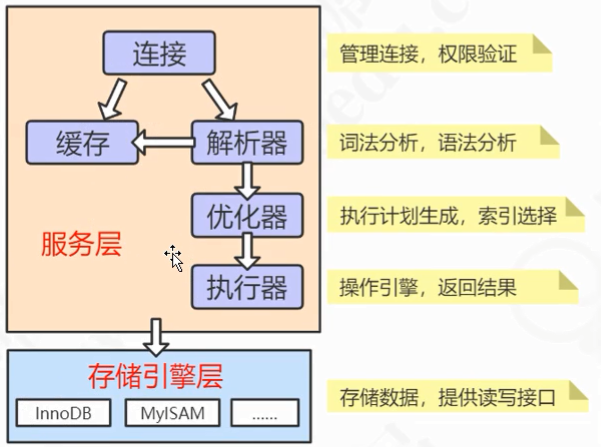 连接
管理连接，权限验证
缓存
解析器
词法分析，语法分析
优化器
执行计划生成，索引选择
服务层
执行器
操作引擎，返回结果
存储引擎层
InnoDB
MyISAM
......
存储数据，提供读写接口